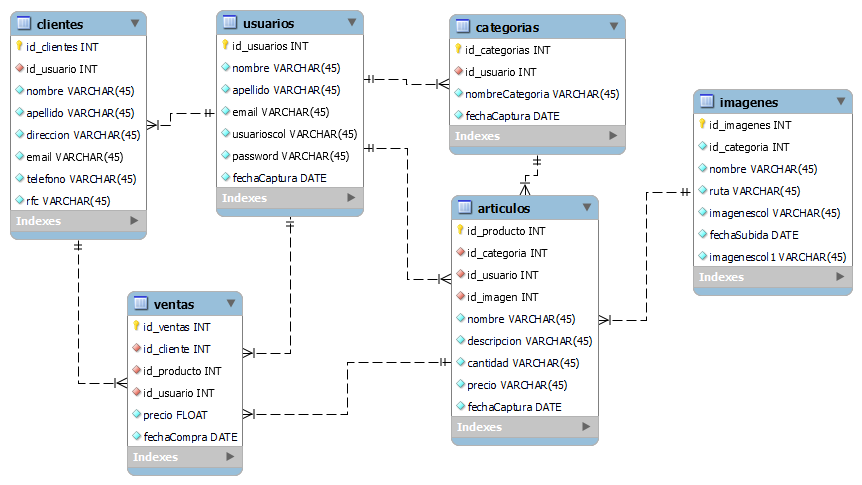 clientes
id_clientes INT
id_usuario INT
nombre VARCHAR(45)
apellido VARCHAR(45)
direccion VARCHAR(45)
email VARCHAR(45)
telefono VARCHAR(45)
rfc VARCHAR(45)
Indexes
usuarios
id_usuarios INT
nombre VARCHAR(45)
apellido VARCHAR(45)
email VARCHAR(45)
usuarioscol VARCHAR(45)
password VARCHAR(45)
fechaCaptura DATE
Indexes
categorias
id_categorias INT
id_usuario INT
nombreCategoria VARCHAR(45)
fechaCaptura DATE
Indexes
imagenes
id_imagenes INT
id_categoria INT
nombre VARCHAR(45)
ruta VARCHAR(45)
imagenescol VARCHAR(45)
fechaSubida DATE
imagenescol1 VARCHAR(45)
Indexes
articulos
id_producto INT
id_categoria INT
id_usuario INT
id_imagen INT
nombre VARCHAR(45)
descripcion VARCHAR(45)
cantidad VARCHAR(45)
precio VARCHAR(45)
fechaCaptura DATE
Indexes
ventas
id_ventas INT
id_cliente INT
id_producto INT
id_usuario INT
precio FLOAT
fechaCompra DATE
Indexes